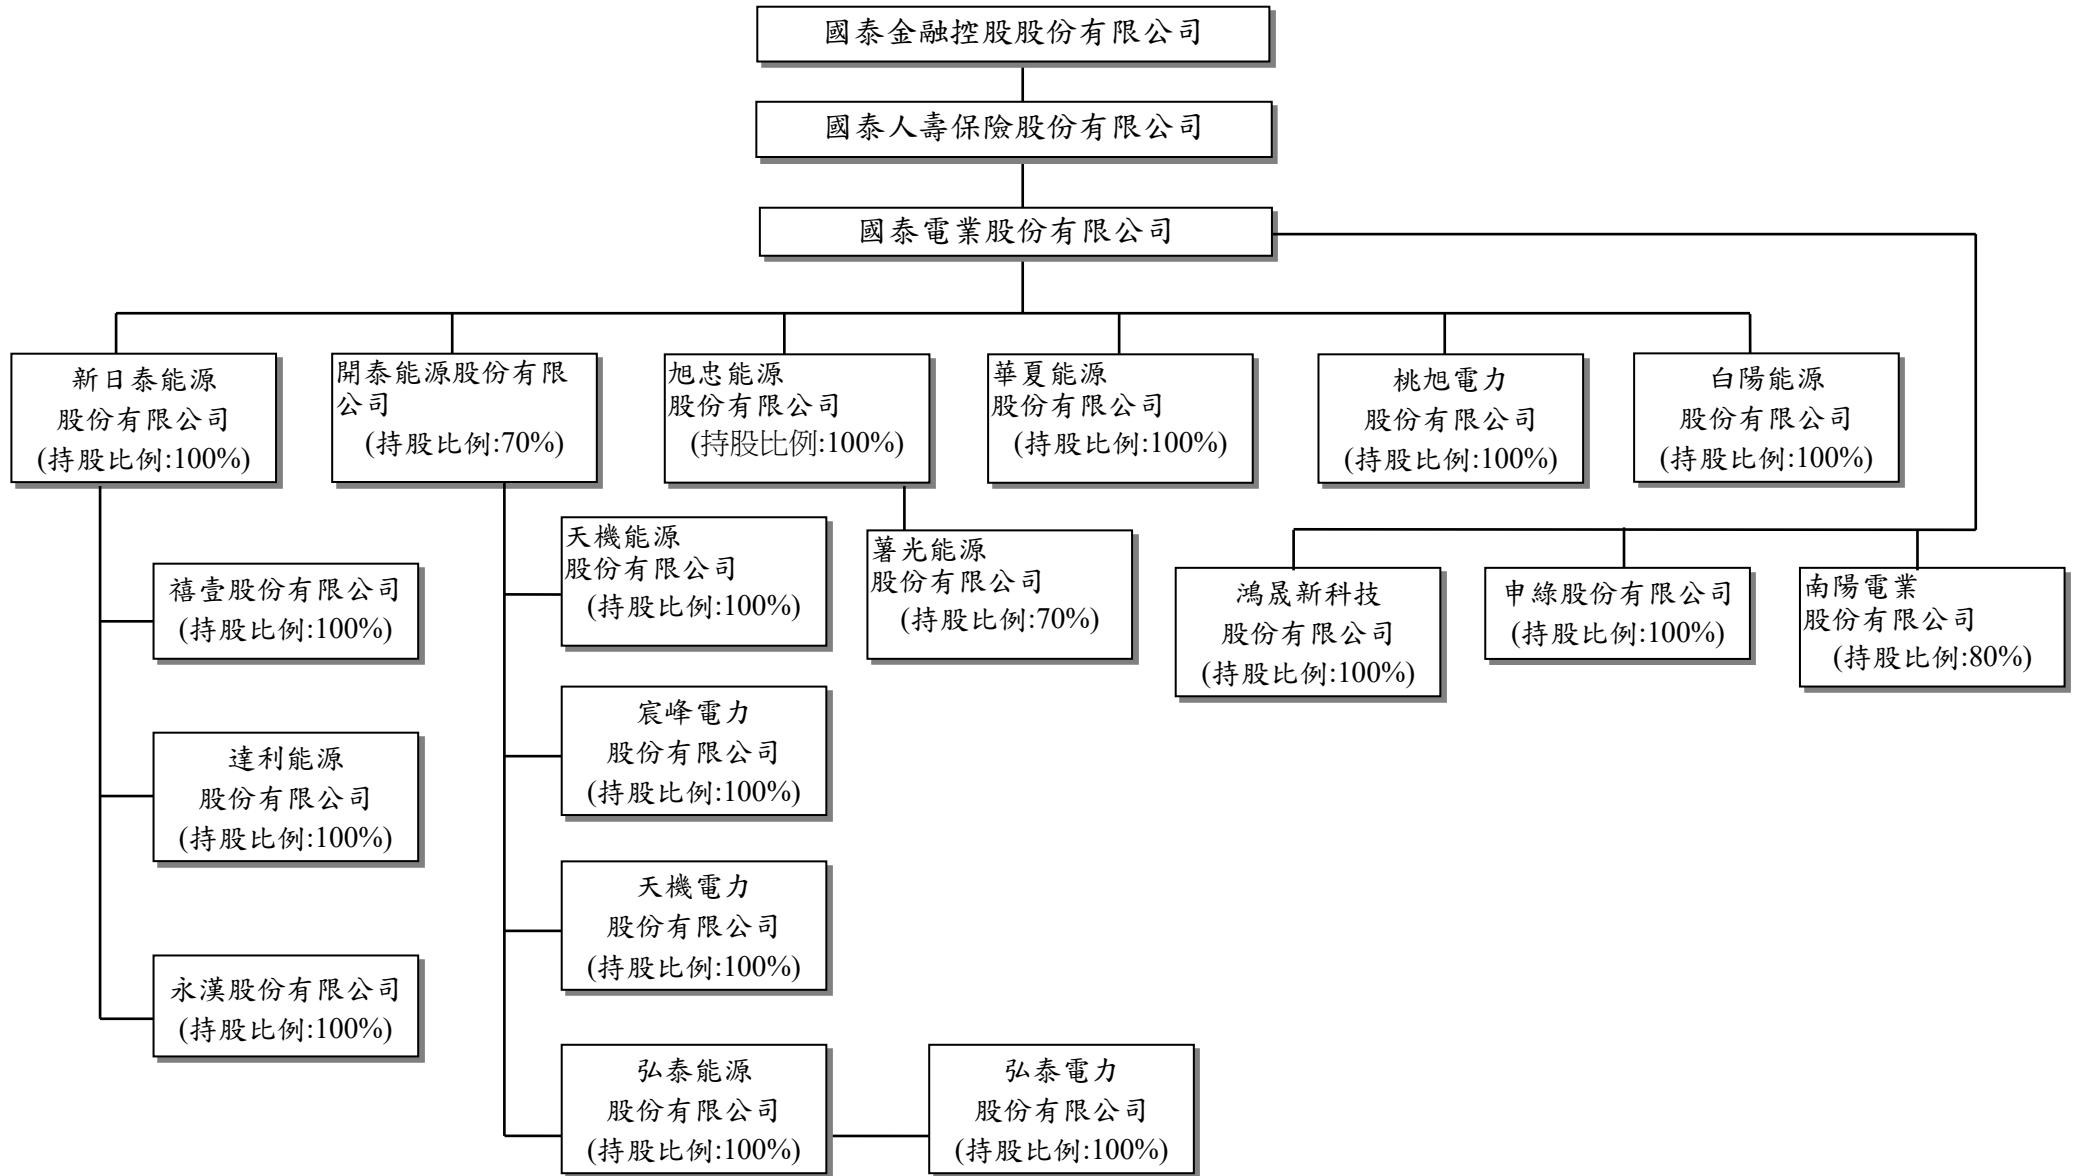 國泰金融控股股份有限公司
國泰人壽保險股份有限公司
國泰電業股份有限公司
新日泰能源
股份有限公司
(持股比例:100%)
開泰能源股份有限
公司
(持股比例:70%)
旭忠能源
股份有限公司
(持股比例:100%)
華夏能源
股份有限公司
(持股比例:100%)
桃旭電力
股份有限公司
(持股比例:100%)
白陽能源
股份有限公司
(持股比例:100%)
禧壹股份有限公司
(持股比例:100%)
達利能源
股份有限公司
(持股比例:100%)
永漢股份有限公司
(持股比例:100%)
天機能源
股份有限公司
(持股比例:100%)
宸峰電力
股份有限公司
(持股比例:100%)
天機電力
股份有限公司
(持股比例:100%)
弘泰能源
股份有限公司
(持股比例:100%)
弘泰電力
股份有限公司
(持股比例:100%)
薯光能源
股份有限公司
(持股比例:70%)
鴻晟新科技
股份有限公司
(持股比例:100%)
申綠股份有限公司
(持股比例:100%)
南陽電業
股份有限公司
(持股比例:80%)